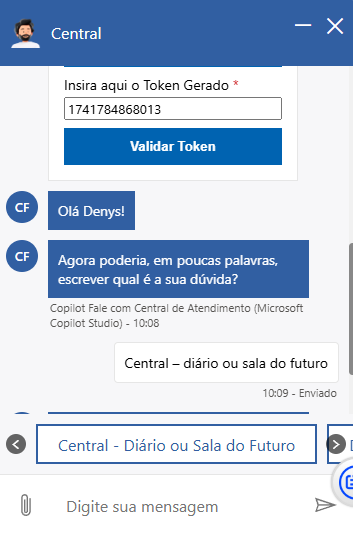 Central
Insira aqui o Token Gerado *
1741784868013
Validar Token
CF
Olá Denys!
CF
Agora poderia, em poucas palavras,
escrever qual é a sua dúvida?
Copilot Fale com Central de Atendimento (Microsoft
Copilot Studio) - 10:08
Central – diário ou sala do futuro
10:09 - Enviado
Central - Diário ou Sala do Futuro
Digite sua mensagem